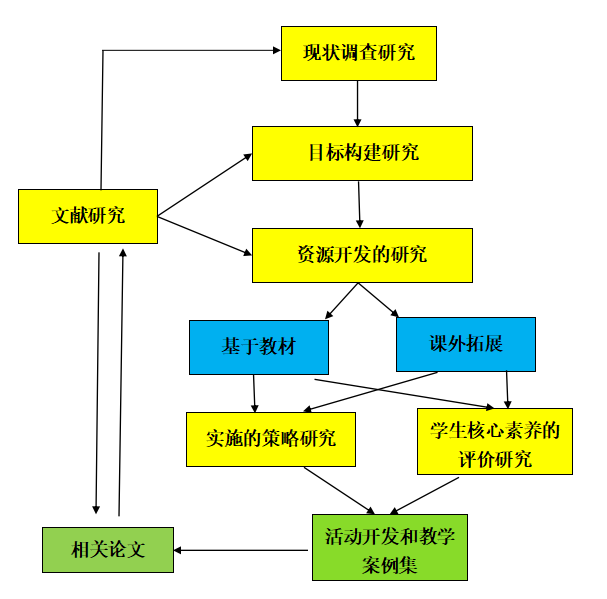 现状调查研究
目标构建研究
文献研究
资源开发的研究
基于教材
课外拓展
实施的策略研究
学生核心素养的
评价研究
活动开发和教学
案例集
相关论文